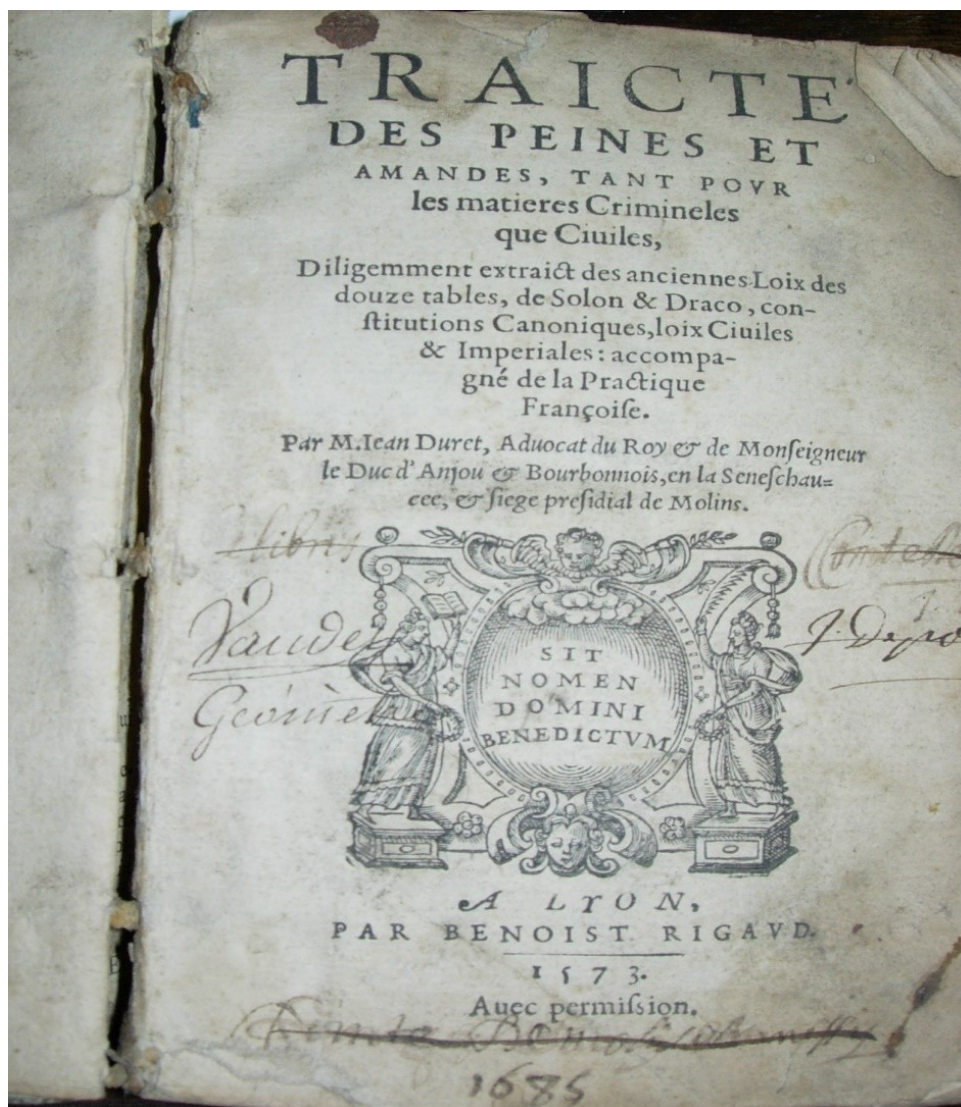 TRAICTE
DES PEINES ET
AMANDES, TANT POVR
les matieres Crimineles
que Ciuiles,
Diligemment extraict des anciennes Loix des
douze tables, de Solon & Draco, con-
ſtitutions Canoniques, loix Ciuiles
& Imperiales: accompa-
gné de la Practique
Françoiſe.
Par M. Iean Duret, Aduocat du Roy & de Monſeigneur
le Duc d'Anjou & Bourbonnois, en la Seneſchau=
cee, & ſiege preſidial de Molins.
libris
SIT
NOMEN
DOMINI
BENEDICTVM
A LYON,
PAR BENOIST RIGAVD.
1573.
Auec permiſsion.
1685